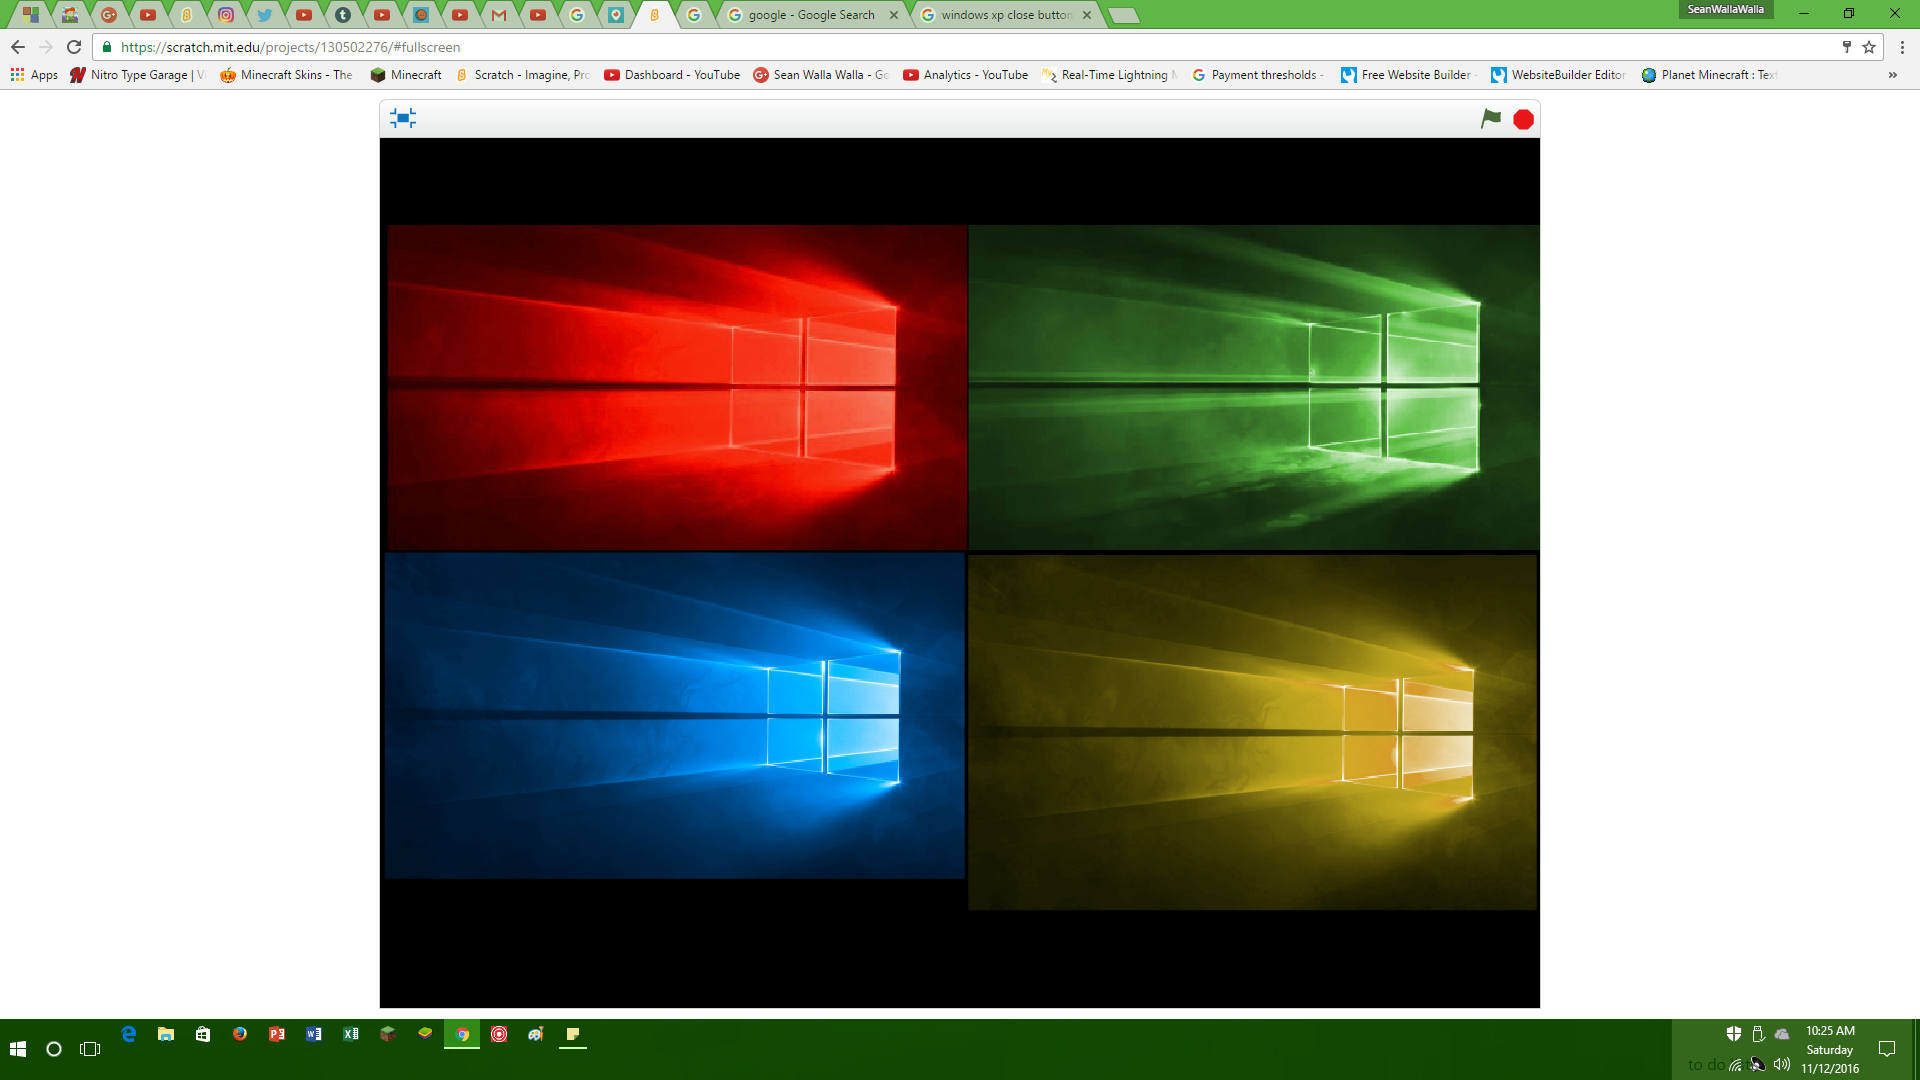 SeanWallaWalla
google - Google Search
windows xp close button
https://scratch.mit.edu/projects/130502276/#fullscreen
Apps
Nitro Type Garage | V
Minecraft Skins - The
Minecraft
Scratch - Imagine, Pro
Dashboard - YouTube
Sean Walla Walla - Go
Analytics - YouTube
Real-Time Lightning M
Payment thresholds -
Free Website Builder -
WebsiteBuilder Editor
Planet Minecraft : Text
10:25 AM
Saturday
to do
11/12/2016